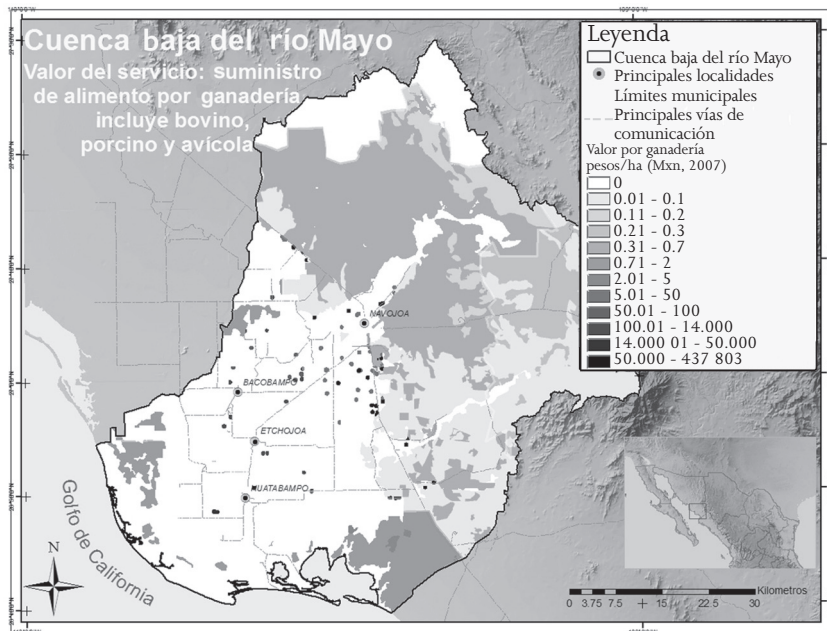 Cuenca baja del río Mayo
Valor del servicio: suministro
de alimento por ganadería
incluye bovino,
porcino y avícola
Leyenda
Cuenca baja del río Mayo
Principales localidades
Límites municipales
Principales vías de
comunicación
Valor por ganadería
pesos/ha (Mxn, 2007)
0
0.01 - 0.1
0.11 - 0.2
0.21 - 0.3
0.31 - 0.7
0.71 - 2
2.01 - 5
5.01 - 50
50.01 - 100
100.01 - 14.000
14.000 01 - 50.000
50.000 - 437 803
NAVOJOA
BACOBAMPO
ETCHOJOA
HUATABAMPO
Golfo de California
N
Kilometros
0 3.75 7.5 15 22.5 30